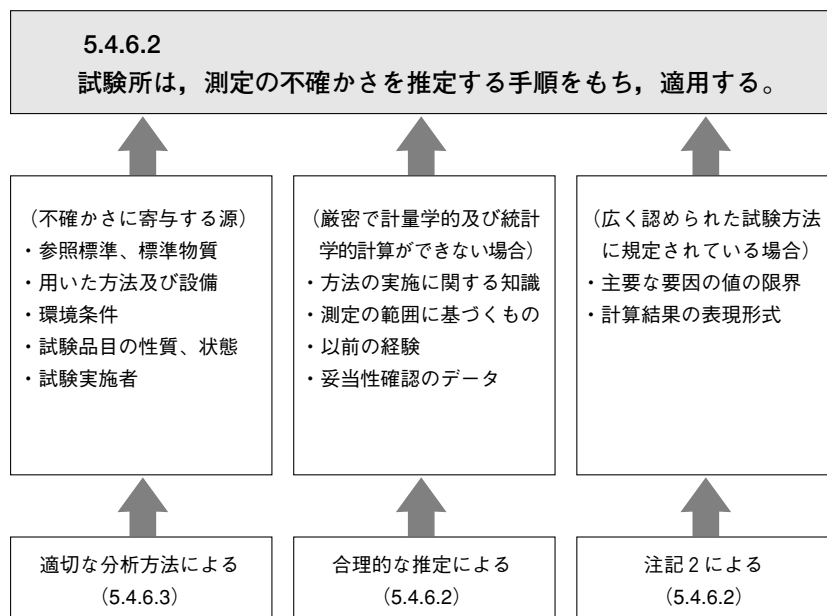 5.4.6.2
試験所は，測定の不確かさを推定する手順をもち，適用する。
（不確かさに寄与する源）
・参照標準、標準物質
・用いた方法及び設備
・環境条件
・試験品目の性質、状態
・試験実施者
（厳密で計量学的及び統計
学的計算ができない場合）
・方法の実施に関する知識
・測定の範囲に基づくもの
・以前の経験
・妥当性確認のデータ
（広く認められた試験方法
に規定されている場合）
・主要な要因の値の限界
・計算結果の表現形式
適切な分析方法による
（5.4.6.3）
合理的な推定による
（5.4.6.2）
注記２による
（5.4.6.2）